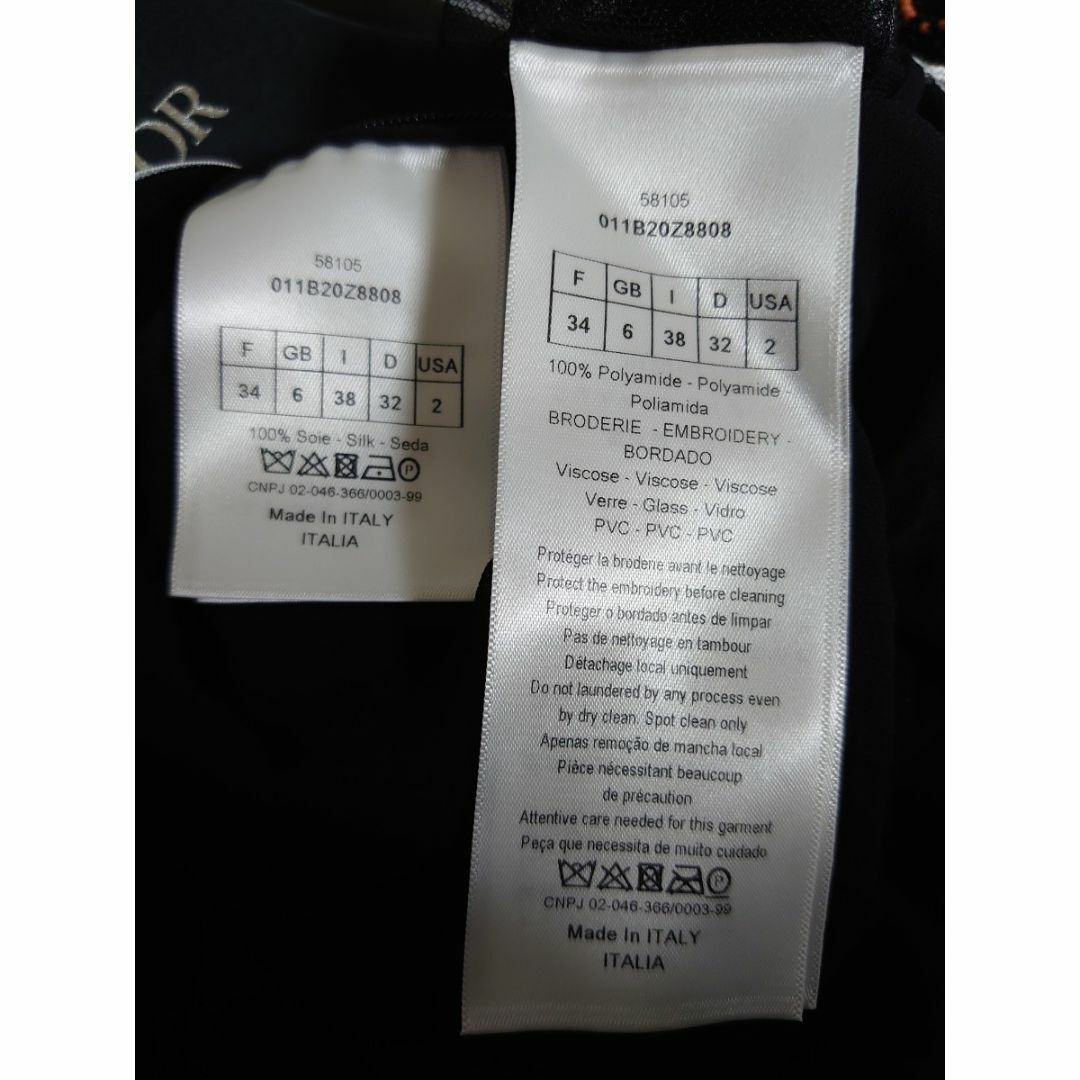 OR
58105
011B20Z8808
F GB I D USA
34 6 38 32 2
100% Soie - Silk - Seda
P
CNPJ 02-046-366/0003-99
Made In ITALY
ITALIA
58105
011B20Z8808
F GB I D USA
34 6 38 32 2
100% Polyamide - Polyamide -
Poliamida
BRODERIE - EMBROIDERY -
BORDADO
Viscose - Viscose - Viscose
Verre - Glass - Vidro
PVC - PVC - PVC
Protéger la broderie avant le nettoyage
Protect the embroidery before cleaning
Proteger o bordado antes de limpar
Pas de nettoyage en tambour
Détachage local uniquement
Do not laundered by any process even
by dry clean. Spot clean only
Apenas remoção de mancha local
Pièce nécessitant beaucoup
de précaution
Attentive care needed for this garment
Peça que necessita de muito cuidado
P
CNPJ 02-046-366/0003-99
Made In ITALY
ITALIA